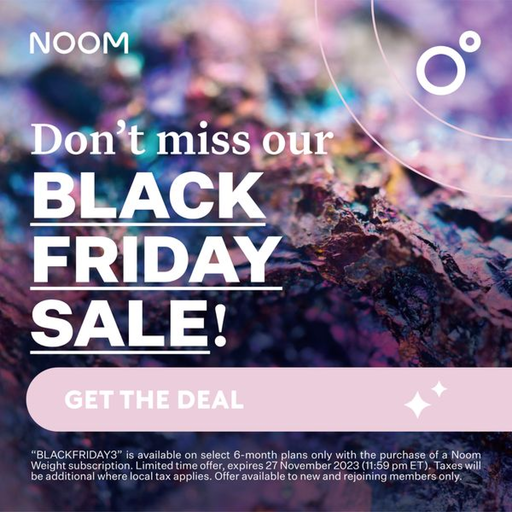 NOOM
Don't miss our
BLACK
FRIDAY
SALE!
GET THE DEAL
"BLACKFRIDAY3" is available on select 6-month plans only with the purchase of a Noom
Weight subscription. Limited time offer, expires 27 November 2023 (11:59 pm ET). Taxes will
be additional where local tax applies. Offer available to new and rejoining members only.